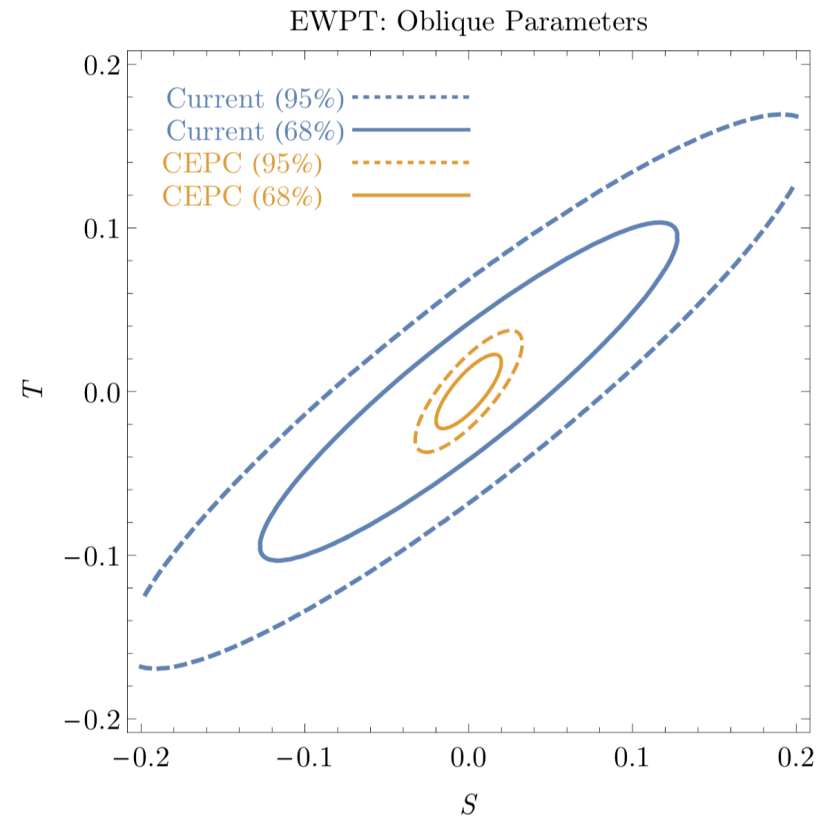 EWPT: Oblique Parameters
0.2
Current (95%)
Current (68%)
CEPC (95%)
CEPC (68%)
0.1
T
0.0
−0.1
−0.2
−0.2 −0.1 0.0 0.1 0.2
S